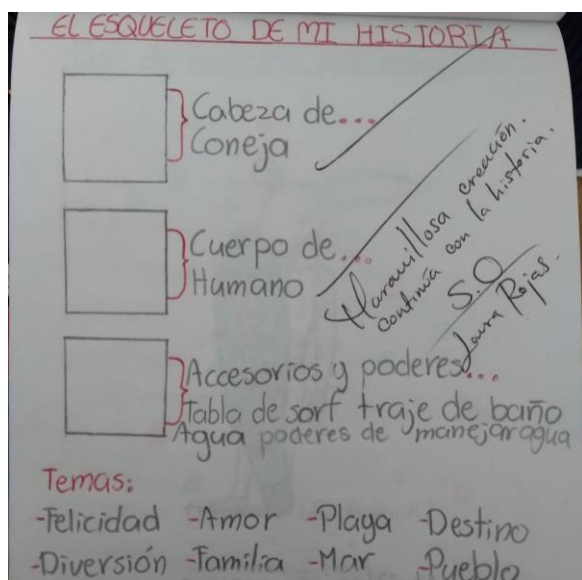 EL ESQUELETO DE MI HISTORIA
Cabeza de...
Coneja
Cuerpo de...
Humano
Maravillosa creación.
continúa con la historia.
5.0
Laura Rojas.
Accesorios y poderes...
Tabla de sorf traje de baño
Agua poderes de manejar agua
Temas:
-Felicidad -Amor -Playa -Destino
-Diversión -Familia -Mar -Pueblo